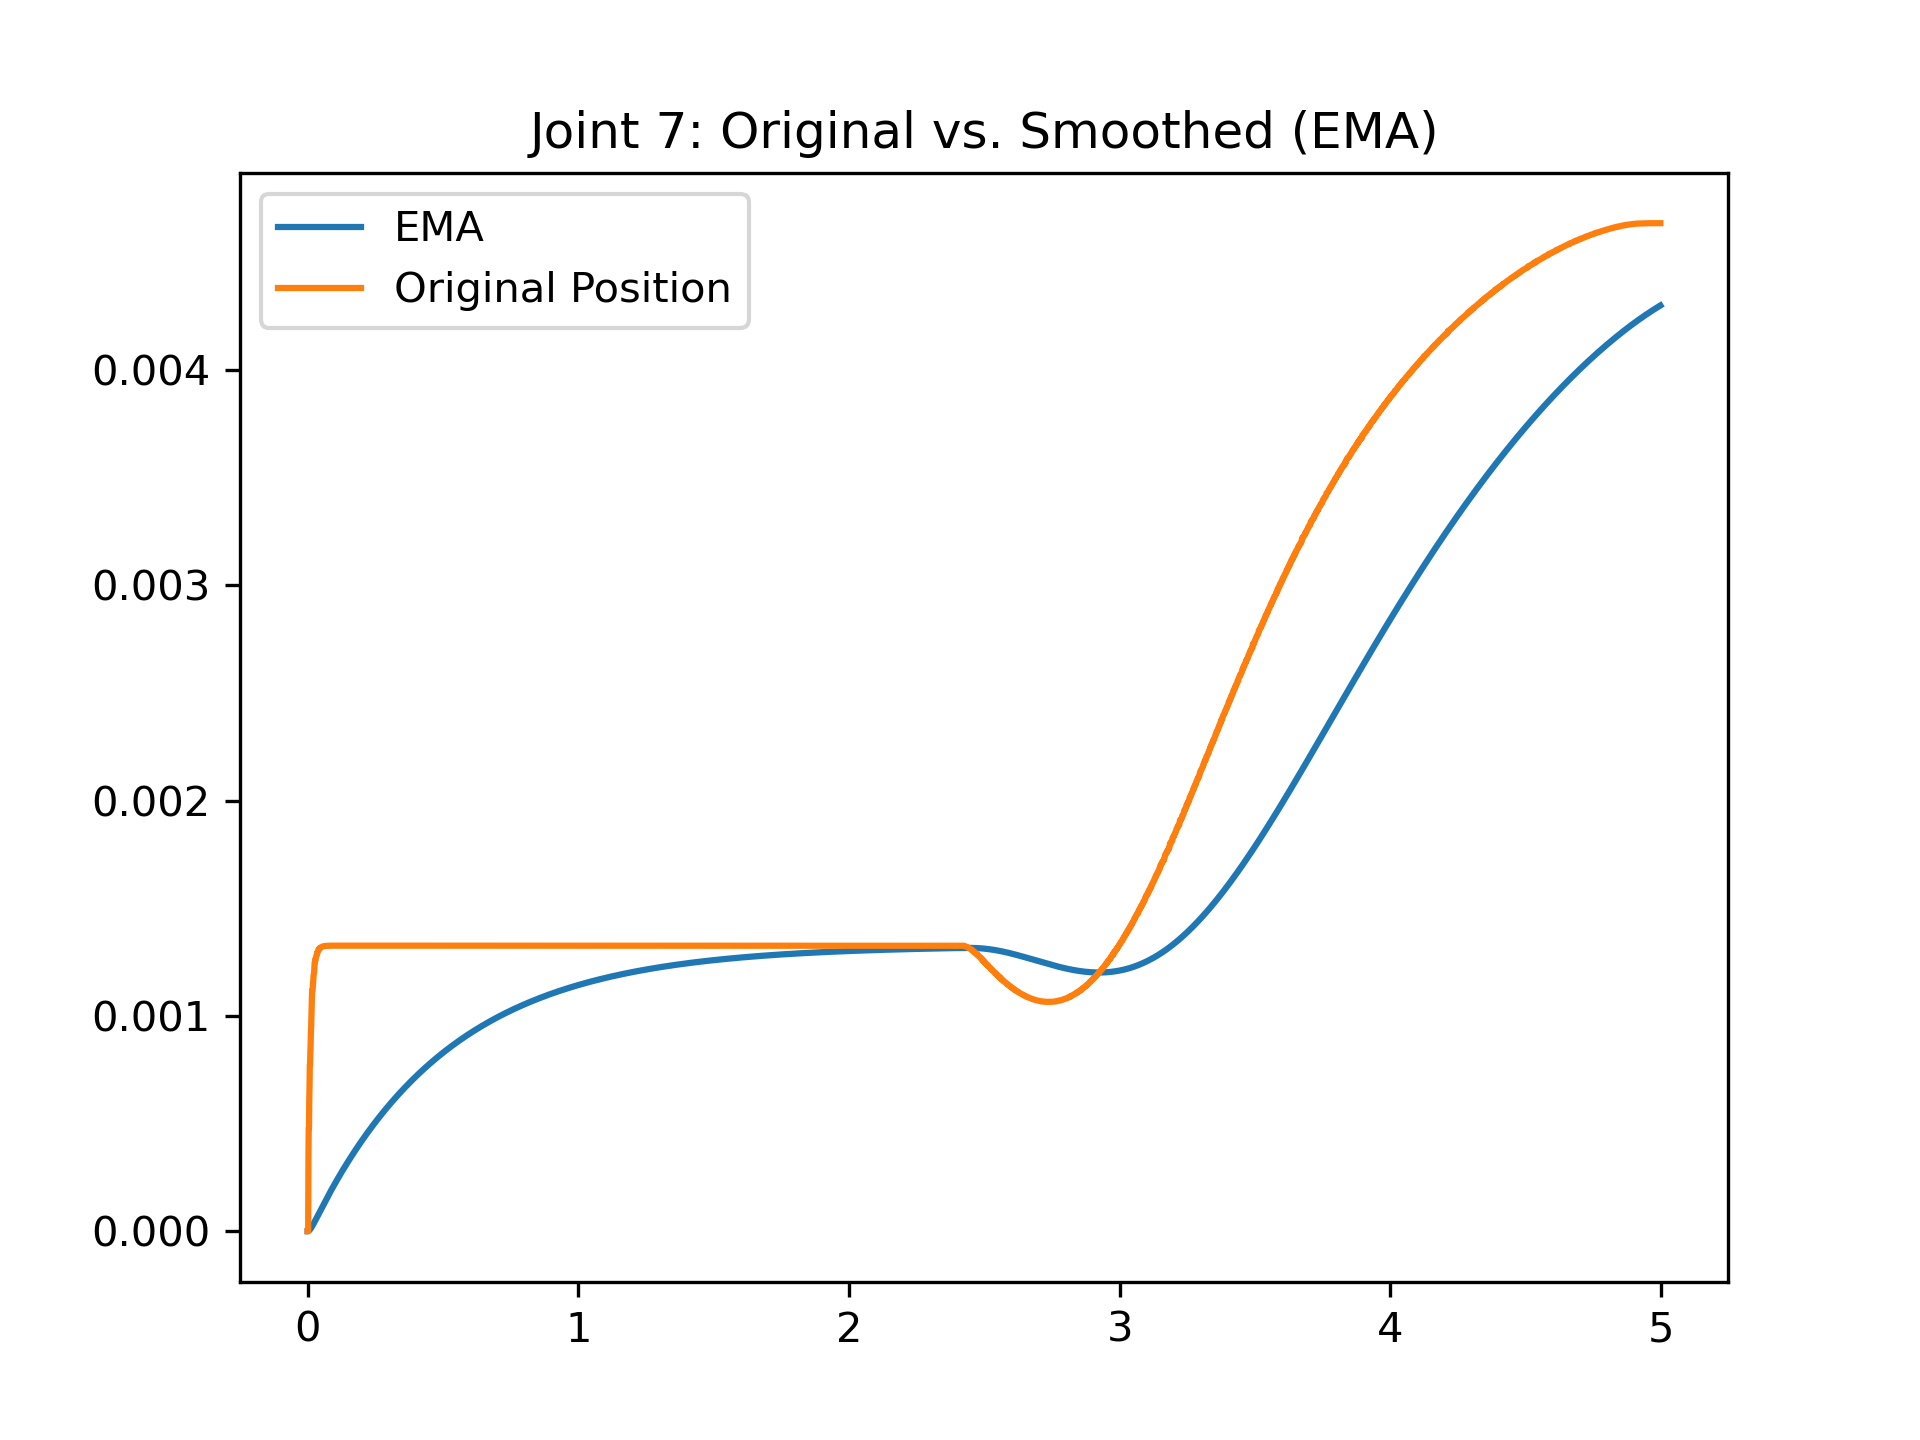 Joint 7: Original vs. Smoothed (EMA)
EMA
Original Position
0.004
0.003
0.002
0.001
0.000
0 1 2 3 4 5